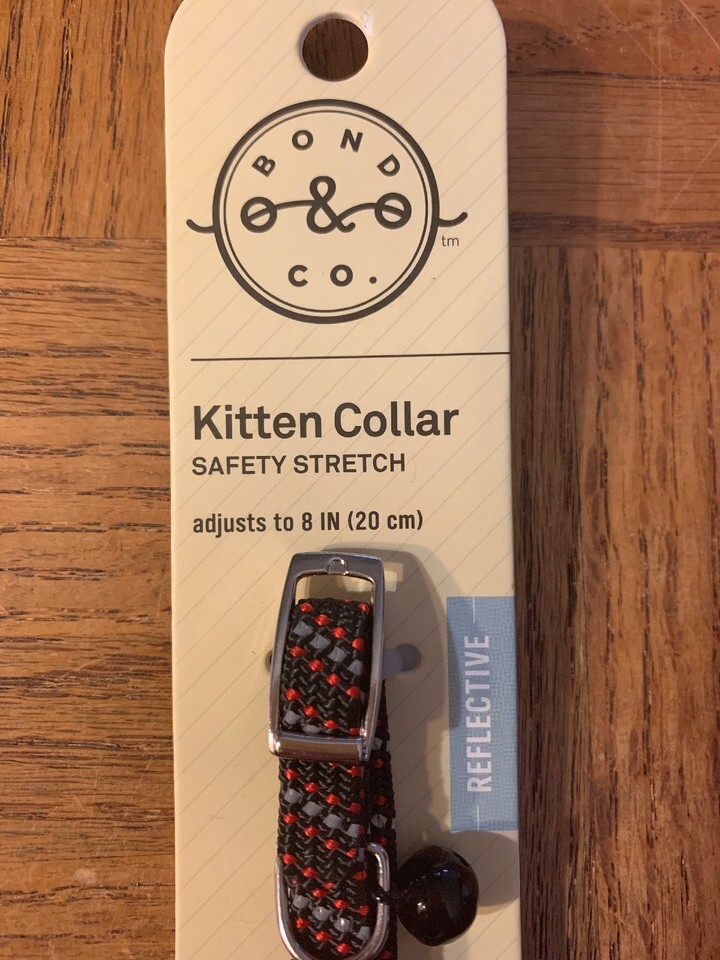 BOND
&
CO.
tm
Kitten Collar
SAFETY STRETCH
adjusts to 8 IN (20 cm)
REFLECTIVE